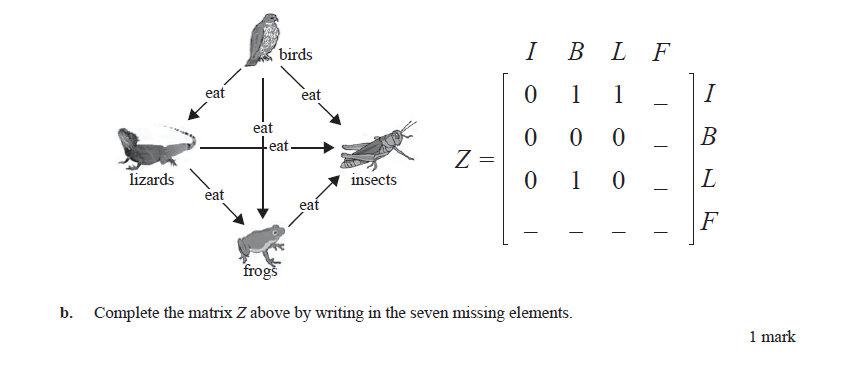 birds
eat
eat
eat
eat
lizards
insects
eat
eat
frogs
I B L F
Z =
0 1 1 _ I
0 0 0 _ B
0 1 0 _ L
_ _ _ _ F
b. Complete the matrix Z above by writing in the seven missing elements.
1 mark